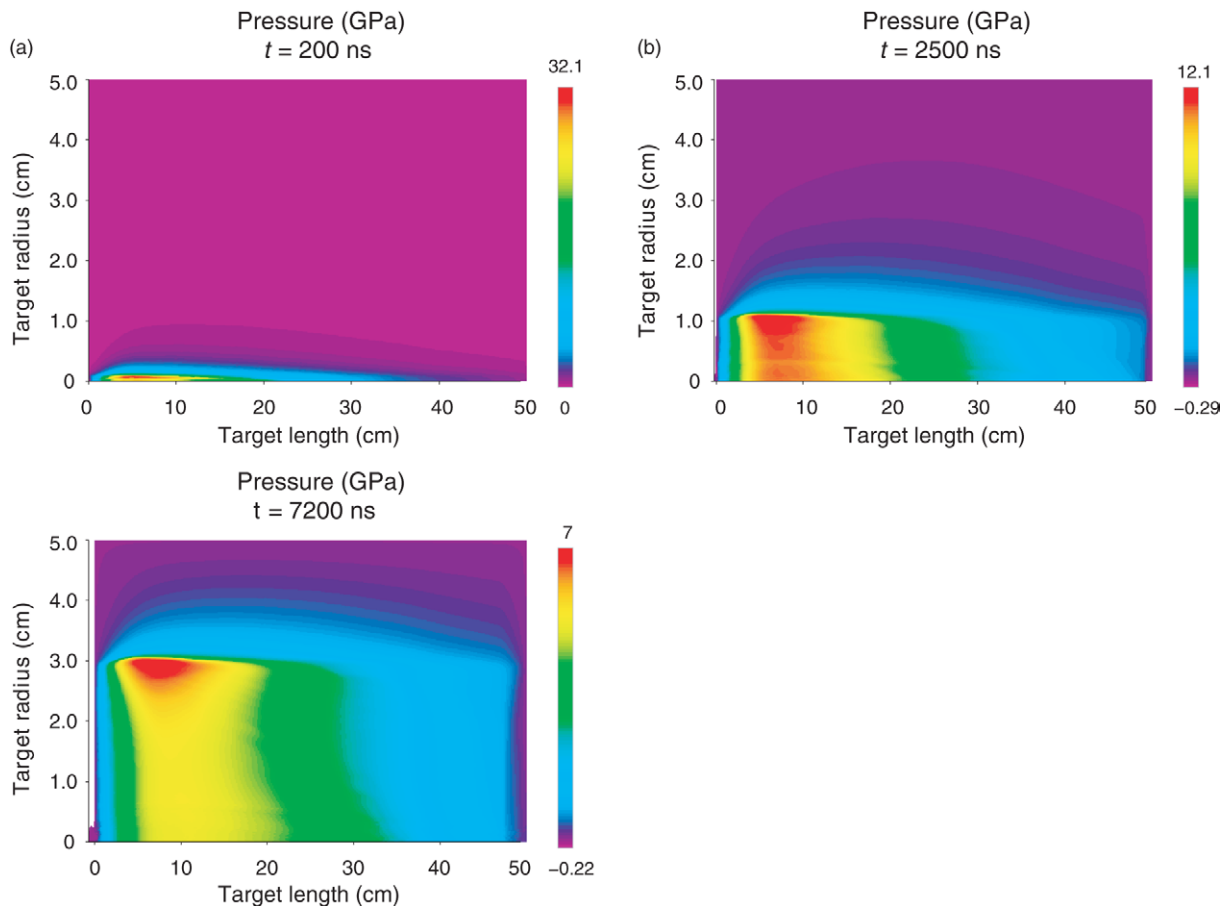 Pressure (GPa)
t = 200 ns
(a)
32.1
5.0
4.0
3.0
2.0
1.0
0
Target radius (cm)
0 10 20 30 40 50
0
Target length (cm)
Pressure (GPa)
t = 2500 ns
(b)
12.1
5.0
4.0
3.0
2.0
1.0
0
Target radius (cm)
0 10 20 30 40 50
−0.29
Target length (cm)
Pressure (GPa)
t = 7200 ns
7
5.0
4.0
3.0
2.0
1.0
0
Target radius (cm)
0 10 20 30 40 50
−0.22
Target length (cm)